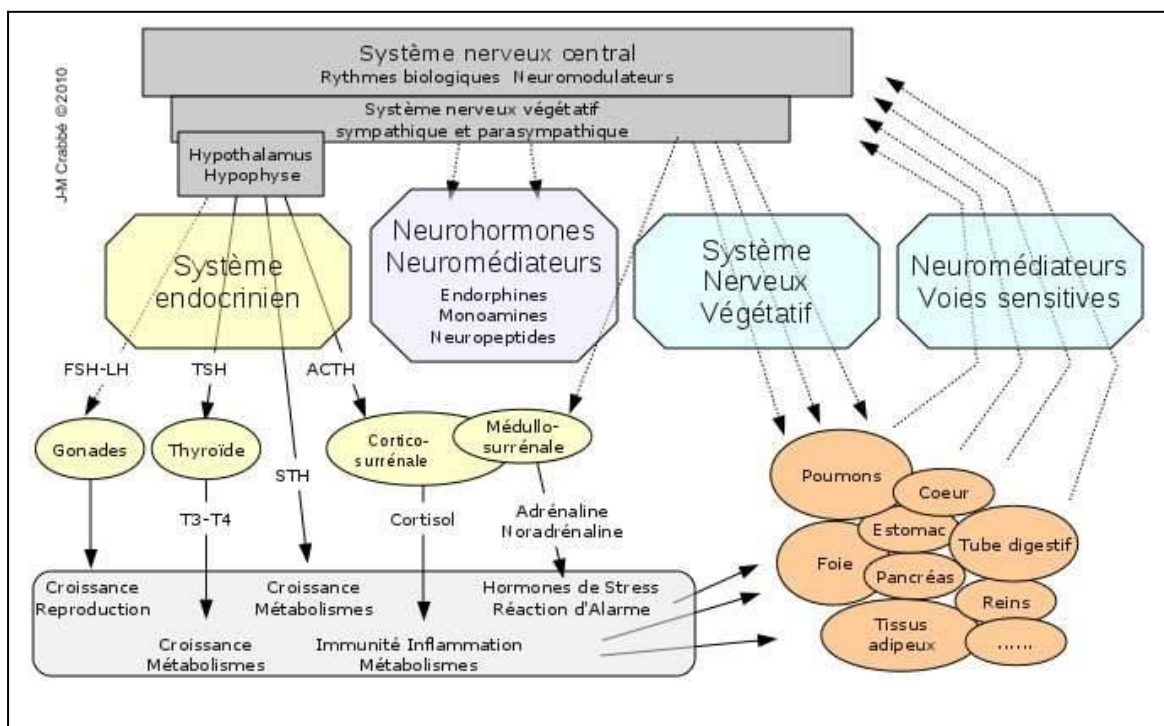 J-M Crabbé ©2010
Système nerveux central
Rythmes biologiques Neuromodulateurs
Système nerveux végétatif
sympathique et parasympathique
Hypothalamus
Hypophyse
Système
endocrinien
Neurohormones
Neuromédiateurs
Endorphines
Monoamines
Neuropeptides
Système
Nerveux
Végétatif
Neuromédiateurs
Voies sensitives
FSH-LH
TSH
ACTH
Gonades
Thyroïde
Cortico-
surrénale
Médullo-
surrénale
STH
T3-T4
Cortisol
Adrénaline
Noradrénaline
Croissance
Reproduction
Croissance
Métabolismes
Hormones de Stress
Réaction d'Alarme
Croissance
Métabolismes
Immunité Inflammation
Métabolismes
Poumons
Coeur
Estomac
Tube digestif
Foie
Pancréas
Reins
Tissus
adipeux
......